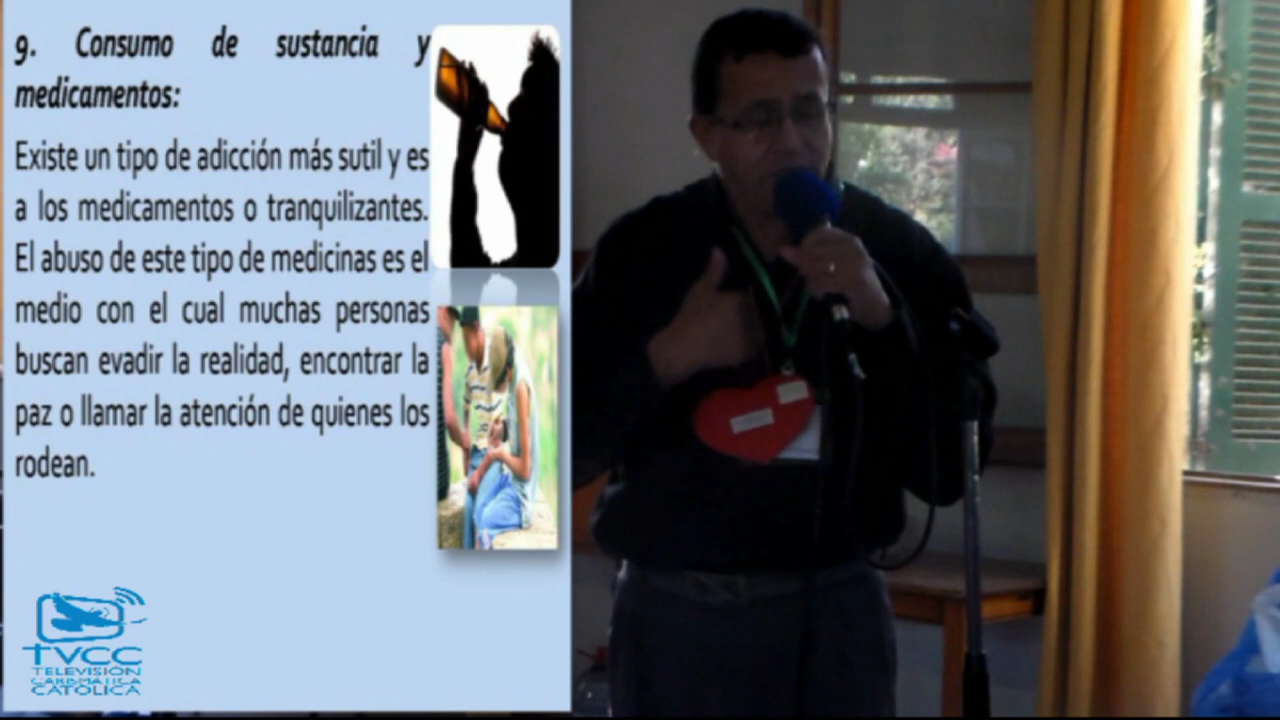 9. Consumo de sustancia y
medicamentos:
Existe un tipo de adicción más sutil y es
a los medicamentos o tranquilizantes.
El abuso de este tipo de medicinas es el
medio con el cual muchas personas
buscan evadir la realidad, encontrar la
paz o llamar la atención de quienes los
rodean.
TVCC
TELEVISIÓN
CARISMÁTICA
CATÓLICA